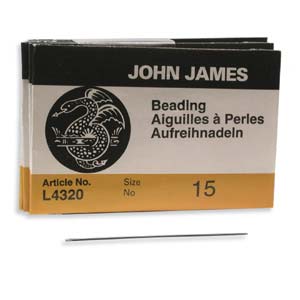 JOHN JAMES
Beading
Aiguilles à Perles
Aufreihnadeln
Article No.
L4320
Size
No
15